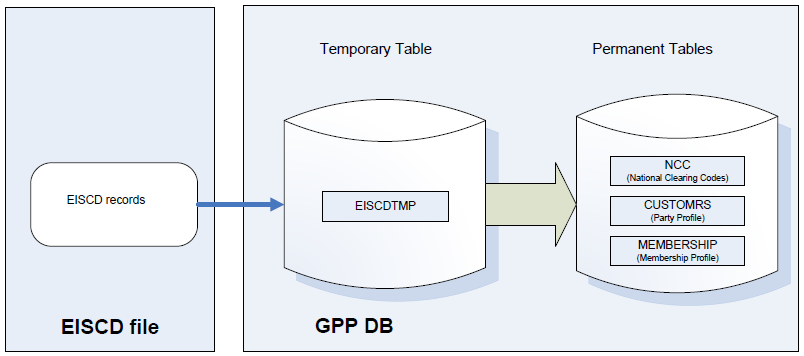 Temporary Table
Permanent Tables
EISCD records
EISCDTMP
NCC
(National Clearing Codes)
CUSTOMRS
(Party Profile)
MEMBERSHIP
(Membership Profile)
EISCD file
GPP DB